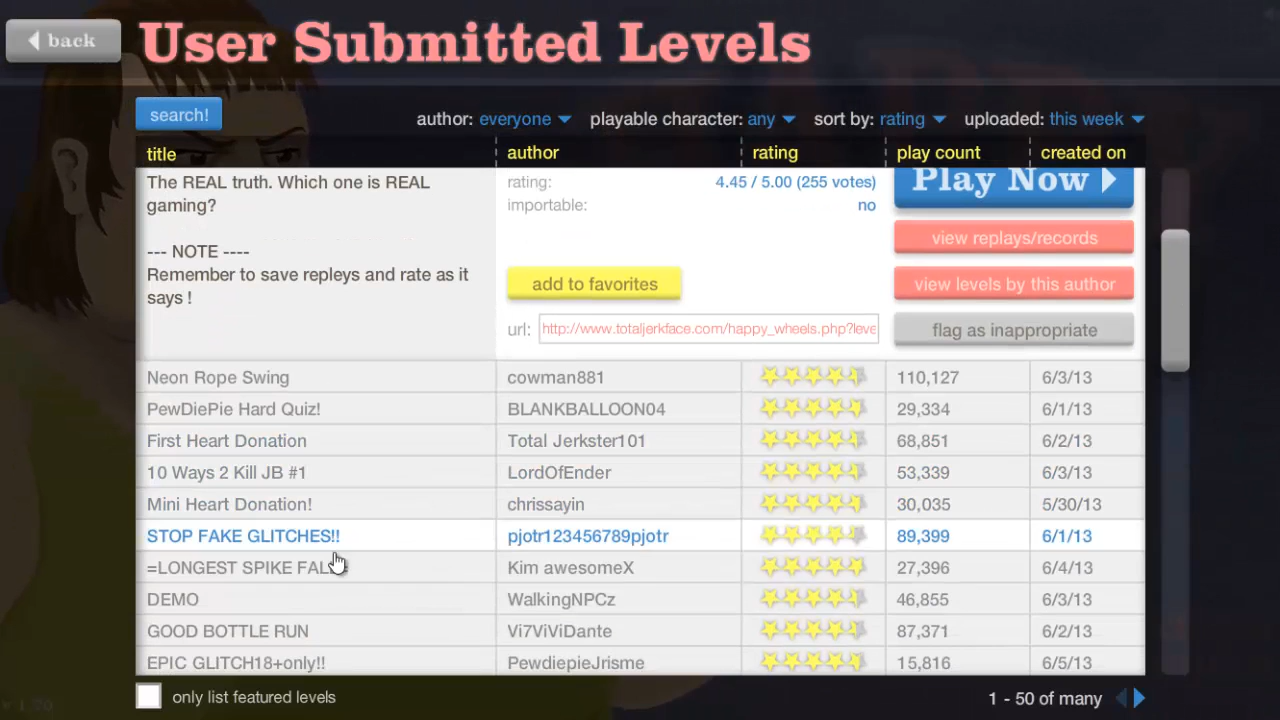 back
User Submitted Levels
search!
author: everyone playable character: any sort by: rating uploaded: this week
title author rating play count created on
The REAL truth. Which one is REAL
gaming?
--- NOTE ----
Remember to save repleys and rate as it
says !
rating: 4.45 / 5.00 (255 votes)
importable: no
add to favorites
url: http://www.totaljerkface.com/happy_wheels.php?leve
Play Now
view replays/records
view levels by this author
flag as inappropriate
Neon Rope Swing cowman881 110,127 6/3/13
PewDiePie Hard Quiz! BLANKBALLOON04 29,334 6/1/13
First Heart Donation Total Jerkster101 68,851 6/2/13
10 Ways 2 Kill JB #1 LordOfEnder 53,339 6/3/13
Mini Heart Donation! chrissayin 30,035 5/30/13
STOP FAKE GLITCHES!! pjotr123456789pjotr 89,399 6/1/13
=LONGEST SPIKE Kim awesomeX 27,396 6/4/13
DEMO WalkingNPCz 46,855 6/3/13
GOOD BOTTLE RUN Vi7ViViDante 87,371 6/2/13
EPIC GLITCH18+only!! PewdiepieJrisme 15,816 6/5/13
only list featured levels
1 - 50 of many